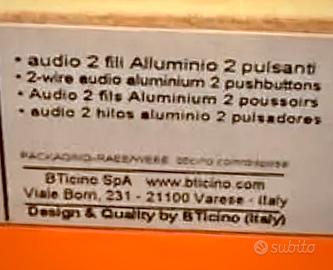 • audio 2 fili Alluminio 2 pulsanti
• 2-wire audio aluminium 2 pushbuttons
• Audio 2 fils Aluminium 2 poussoirs
• audio 2 hilos aluminio 2 pulsadores
BTicino SpA www.bticino.com
Viale Borri, 231 - 21100 Varese - Italy
Design & Quality by BTicino (Italy)
subito